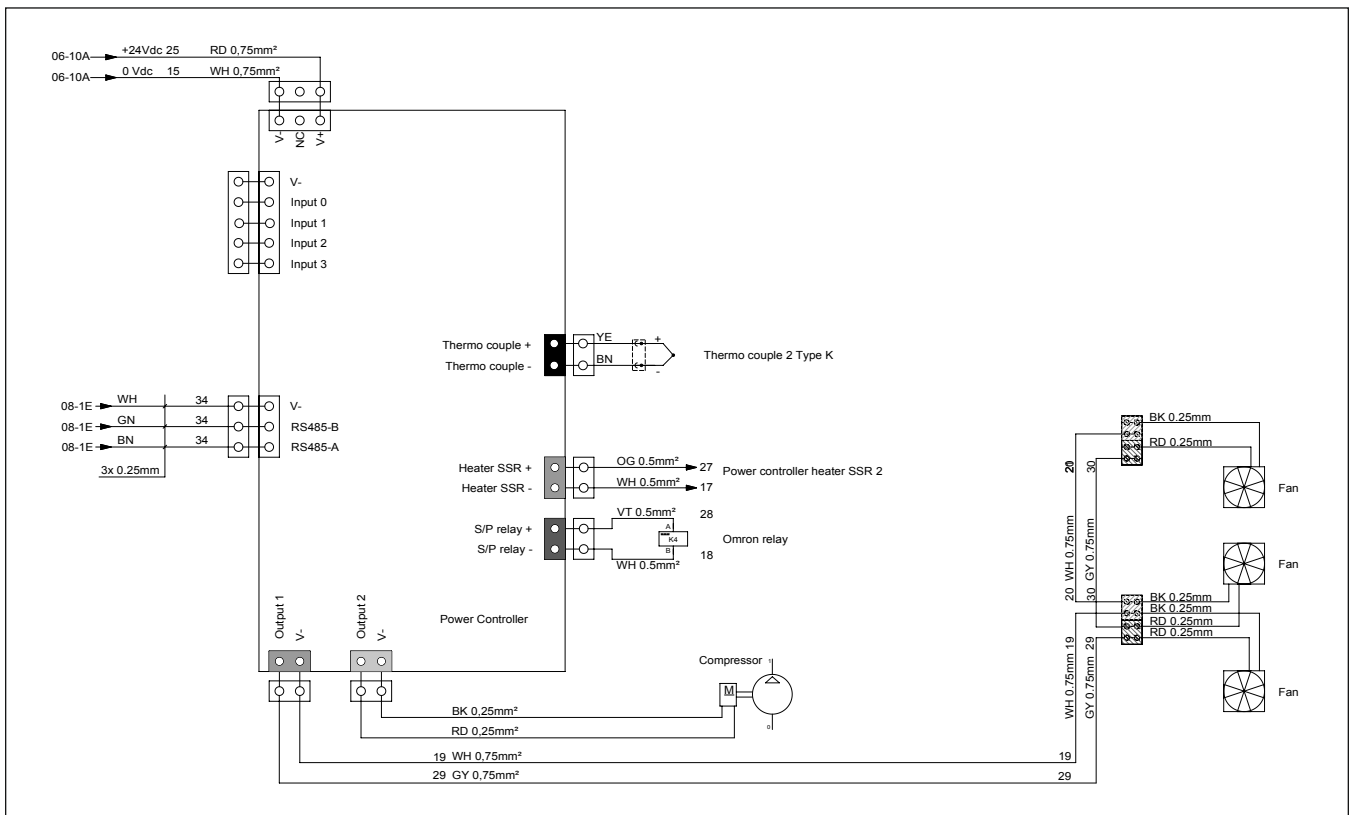 06-10A +24Vdc 25 RD 0,75mm²
06-10A 0 Vdc 15 WH 0,75mm²
V- NC V+
V-
Input 0
Input 1
Input 2
Input 3
Thermo couple + YE +
Thermo couple - BN -
Thermo couple 2 Type K
08-1E WH 34 V-
08-1E GN 34 RS485-B
08-1E BN 34 RS485-A
3x 0.25mm
Heater SSR + OG 0.5mm² 27
Heater SSR - WH 0.5mm² 17
Power controller heater SSR 2
S/P relay + VT 0.5mm² 28
A
K4
B
Omron relay
S/P relay - WH 0.5mm² 18
Power Controller
Output 1 V- Output 2 V-
Compressor 1
M
0
BK 0,25mm²
RD 0,25mm²
19 WH 0,75mm² 19
29 GY 0,75mm² 29
BK 0.25mm
RD 0.25mm
Fan
30
20 WH 0.75mm
30 GY 0.75mm
Fan
BK 0.25mm
BK 0.25mm
RD 0.25mm
RD 0.25mm
WH 0.75mm 19
GY 0.75mm 29
Fan